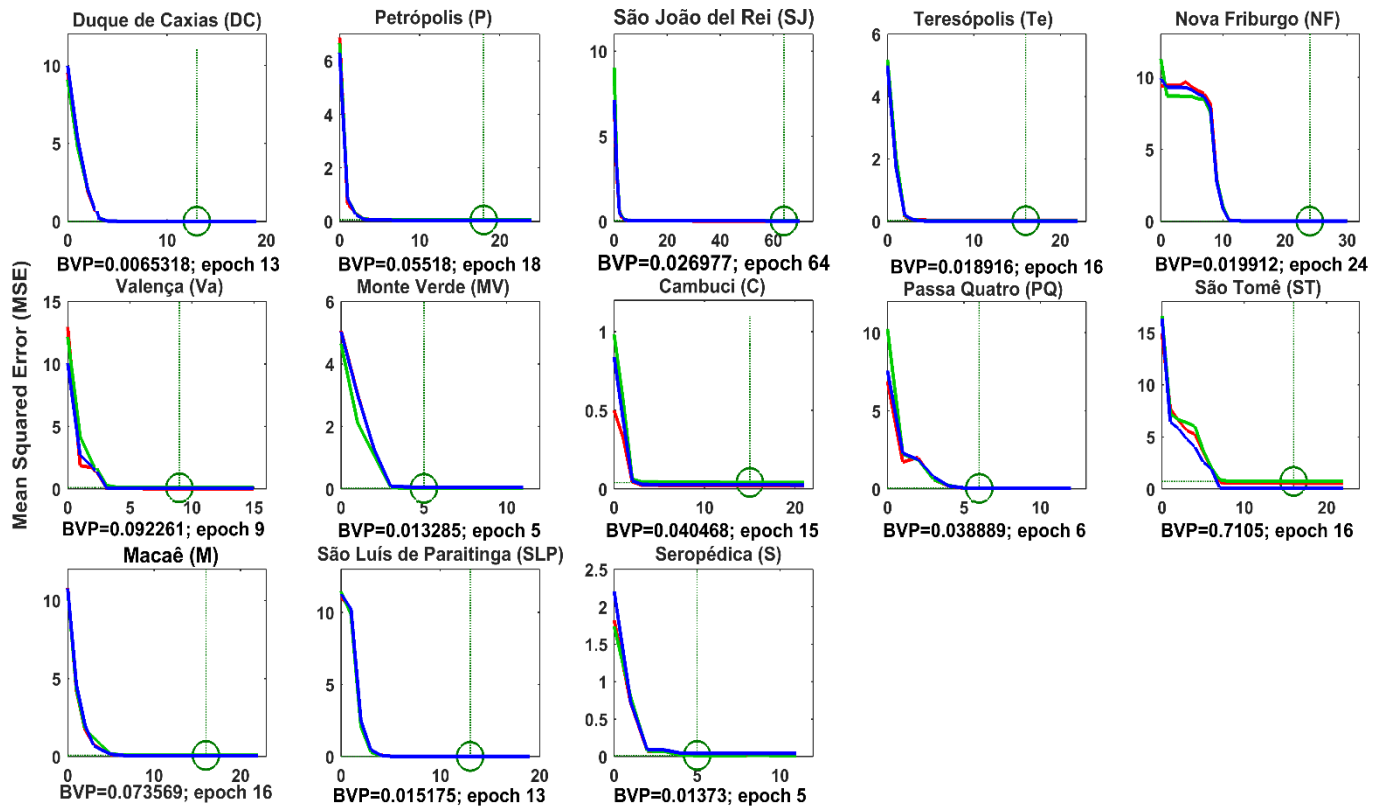 Mean Squared Error (MSE)
Duque de Caxias (DC)
10
5
0
0 10 20
BVP=0.0065318; epoch 13
Petrópolis (P)
6
4
2
0
0 10 20
BVP=0.05518; epoch 18
São João del Rei (SJ)
10
5
0
0 20 40 60
BVP=0.026977; epoch 64
Teresópolis (Te)
6
4
2
0
0 10 20
BVP=0.018916; epoch 16
Nova Friburgo (NF)
10
5
0
0 10 20 30
BVP=0.019912; epoch 24
Valença (Va)
15
10
5
0
0 5 10 15
BVP=0.092261; epoch 9
Monte Verde (MV)
6
4
2
0
0 5 10
BVP=0.013285; epoch 5
Cambuci (C)
1
0.5
0
0 10 20
BVP=0.040468; epoch 15
Passa Quatro (PQ)
10
5
0
0 5 10
BVP=0.038889; epoch 6
São Tomê (ST)
15
10
5
0
0 10 20
BVP=0.7105; epoch 16
Macaê (M)
10
5
0
0 10 20
BVP=0.073569; epoch 16
São Luís de Paraitinga (SLP)
10
5
0
0 10 20
BVP=0.015175; epoch 13
Seropédica (S)
2.5
2
1.5
1
0.5
0
0 5 10
BVP=0.01373; epoch 5